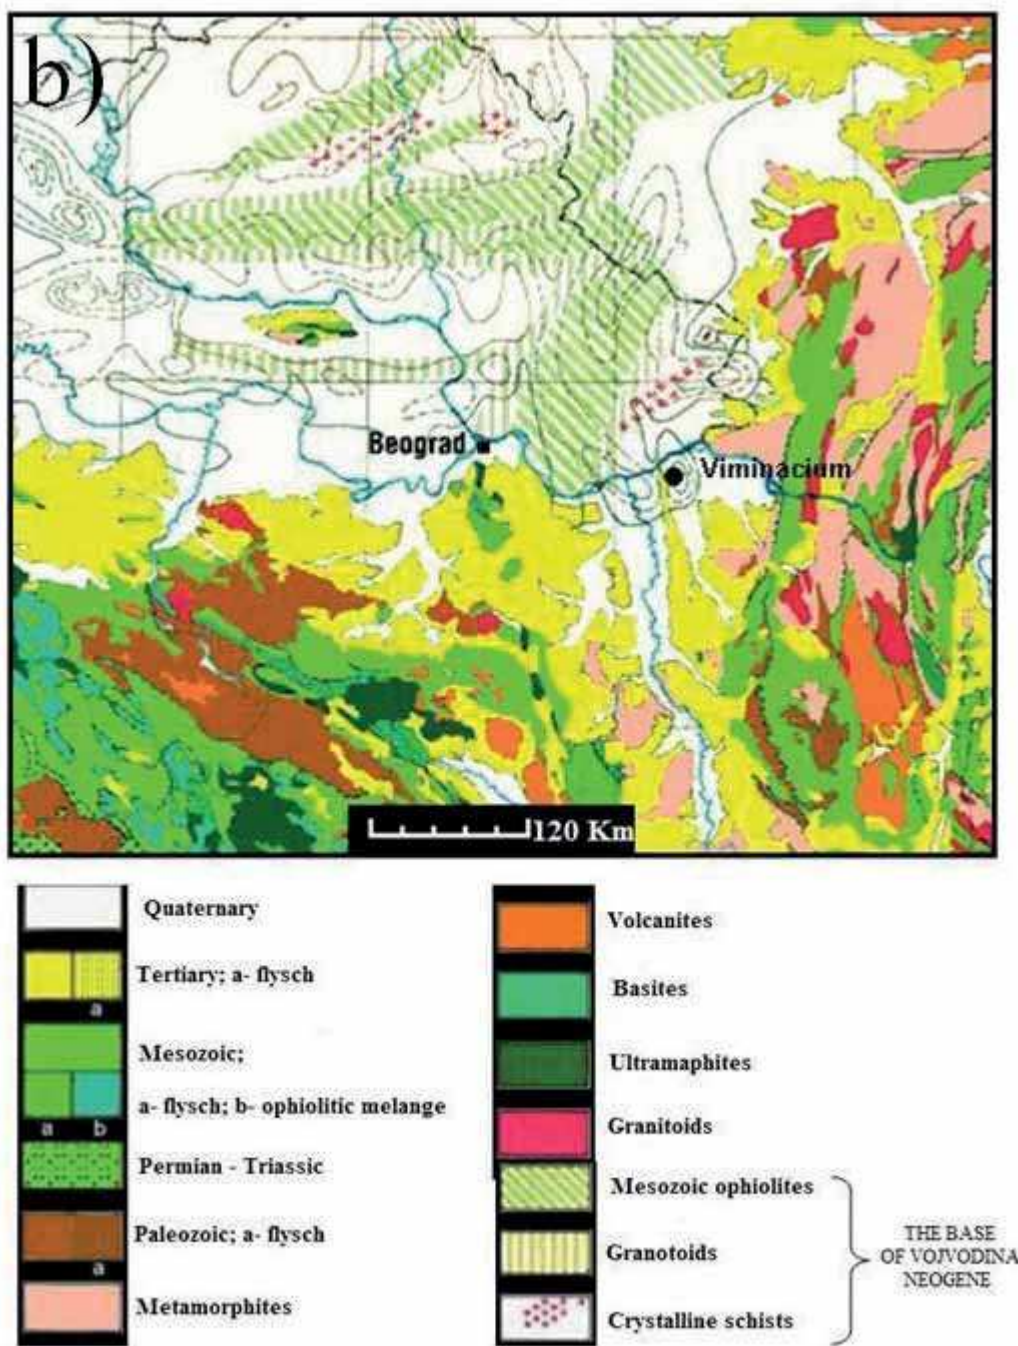 b)
Beograd
Viminacium
120 Km
Quaternary
Tertiary; a- flysch
a
Mesozoic;
a- flysch; b- ophiolitic melange
a b
Permian - Triassic
Paleozoic; a- flysch
a
Metamorphites
Volcanites
Basites
Ultramaphites
Granitoids
Mesozoic ophiolites
Granotoids
Crystalline schists
THE BASE
OF VOJVODINA
NEOGENE